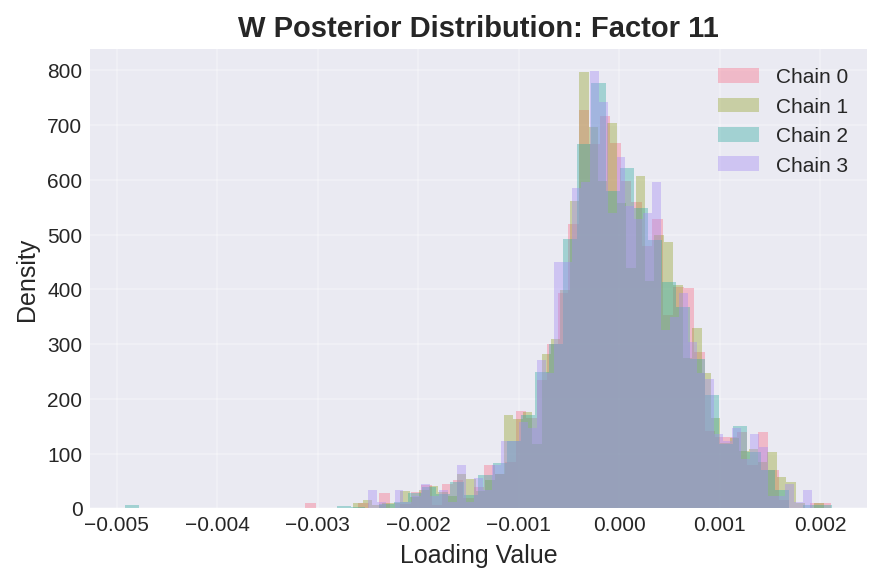 W Posterior Distribution: Factor 11
Chain 0
Chain 1
Chain 2
Chain 3
Density
800
700
600
500
400
300
200
100
0
−0.005 −0.004 −0.003 −0.002 −0.001 0.000 0.001 0.002
Loading Value